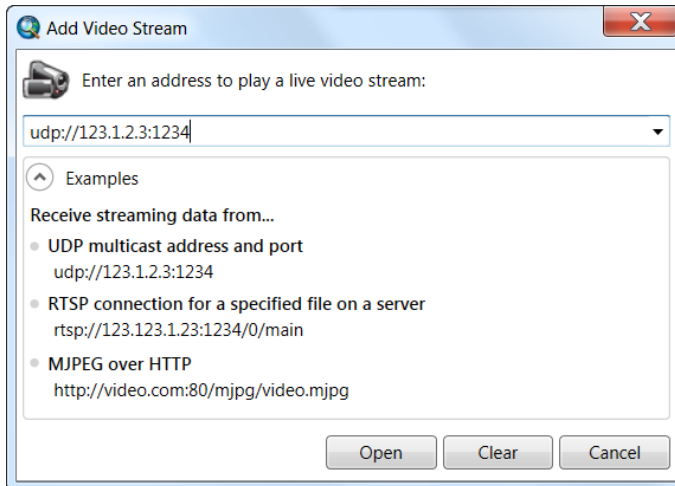 Add Video Stream
Enter an address to play a live video stream:
udp://123.1.2.3:1234
Examples
Receive streaming data from...
UDP multicast address and port
udp://123.1.2.3:1234
RTSP connection for a specified file on a server
rtsp://123.123.1.23:1234/0/main
MJPEG over HTTP
http://video.com:80/mjpg/video.mjpg
Open Clear Cancel